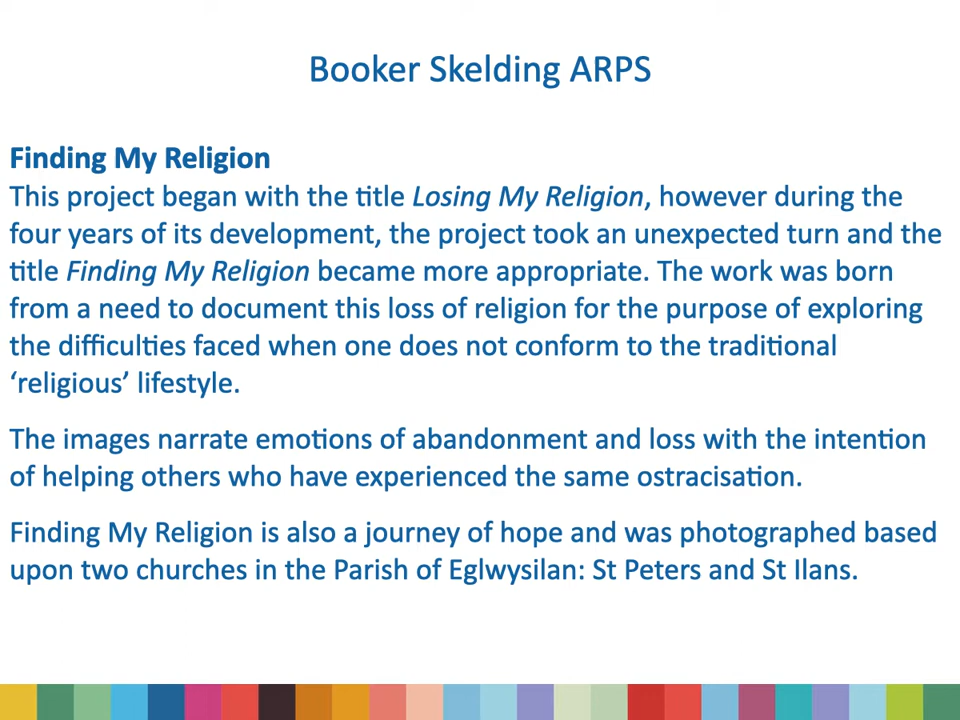 Booker Skelding ARPS
Finding My Religion
This project began with the title Losing My Religion, however during the
four years of its development, the project took an unexpected turn and the
title Finding My Religion became more appropriate. The work was born
from a need to document this loss of religion for the purpose of exploring
the difficulties faced when one does not conform to the traditional
‘religious’ lifestyle.
The images narrate emotions of abandonment and loss with the intention
of helping others who have experienced the same ostracisation.
Finding My Religion is also a journey of hope and was photographed based
upon two churches in the Parish of Eglwysilan: St Peters and St Ilans.